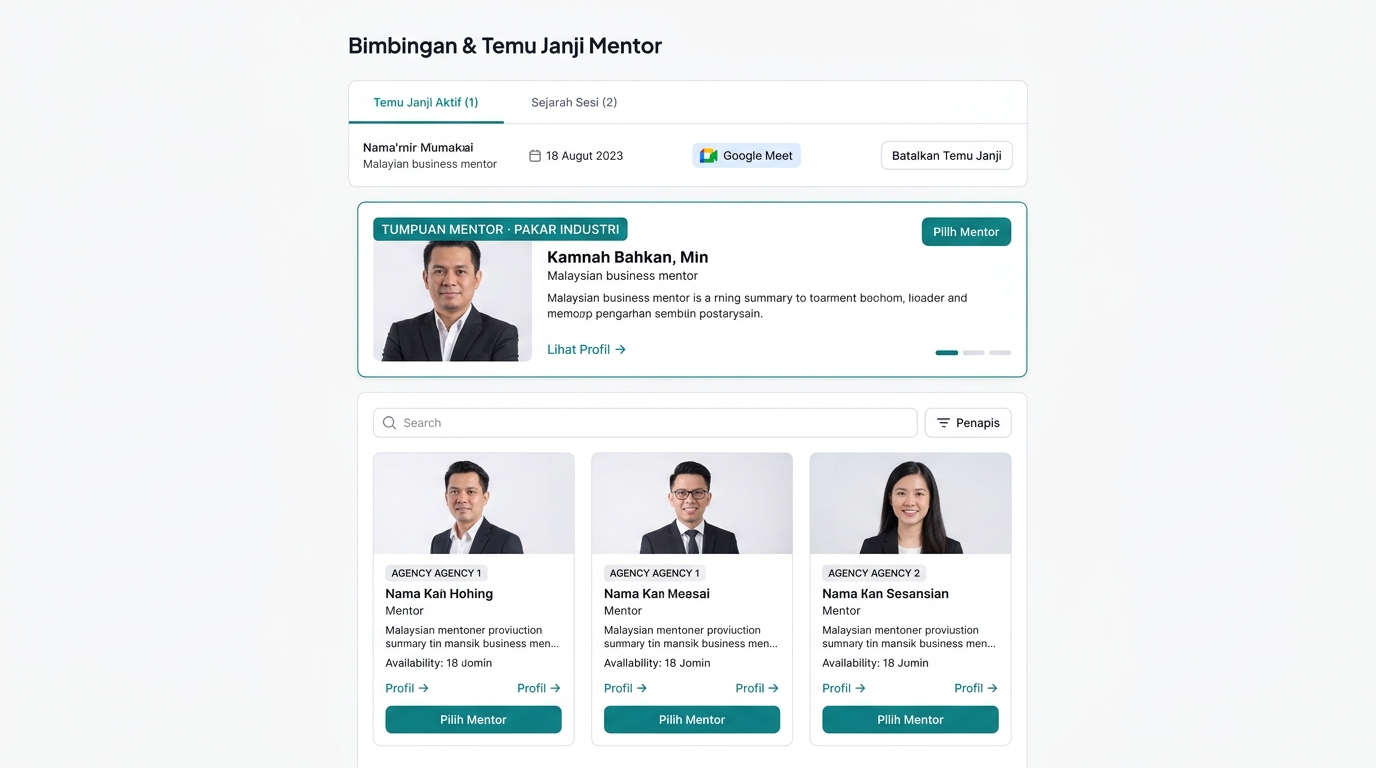 Bimbingan & Temu Janji Mentor
Temu Janji Aktif (1)
Sejarah Sesi (2)
Malayian business mentor
18 Augut 2023
Google Meet
Batalkan Temu Janji
TUMPUAN MENTOR · PAKAR INDUSTRI
Pilih Mentor
Kamnah Bahkan, Min
Malaysian business mentor
Malaysian business mentor is a rning summary to toarment bochom, lioader and
pengarhan sembiin postarysain.
Lihat Profil →
Search
Penapis
AGENCY AGENCY 1
Nama Kaii Hohing
Mentor
Malaysian mentoner proviuction
summary tin mansik business men...
Availability: 18 Jomin
Profil →
Profil →
Pilih Mentor
AGENCY AGENCY 1
Nama Kan Meesai
Mentor
Malaysian mentoner proviuction
summary tin mansik business men...
Availability: 18 Jomin
Profil →
Profil →
Pilih Mentor
AGENCY AGENCY 2
Nama Kan Sesansian
Mentor
Malaysian mentoner proviustion
summary tin mansik business men...
Availability: 18 Jomin
Profil →
Profil →
Pilih Mentor